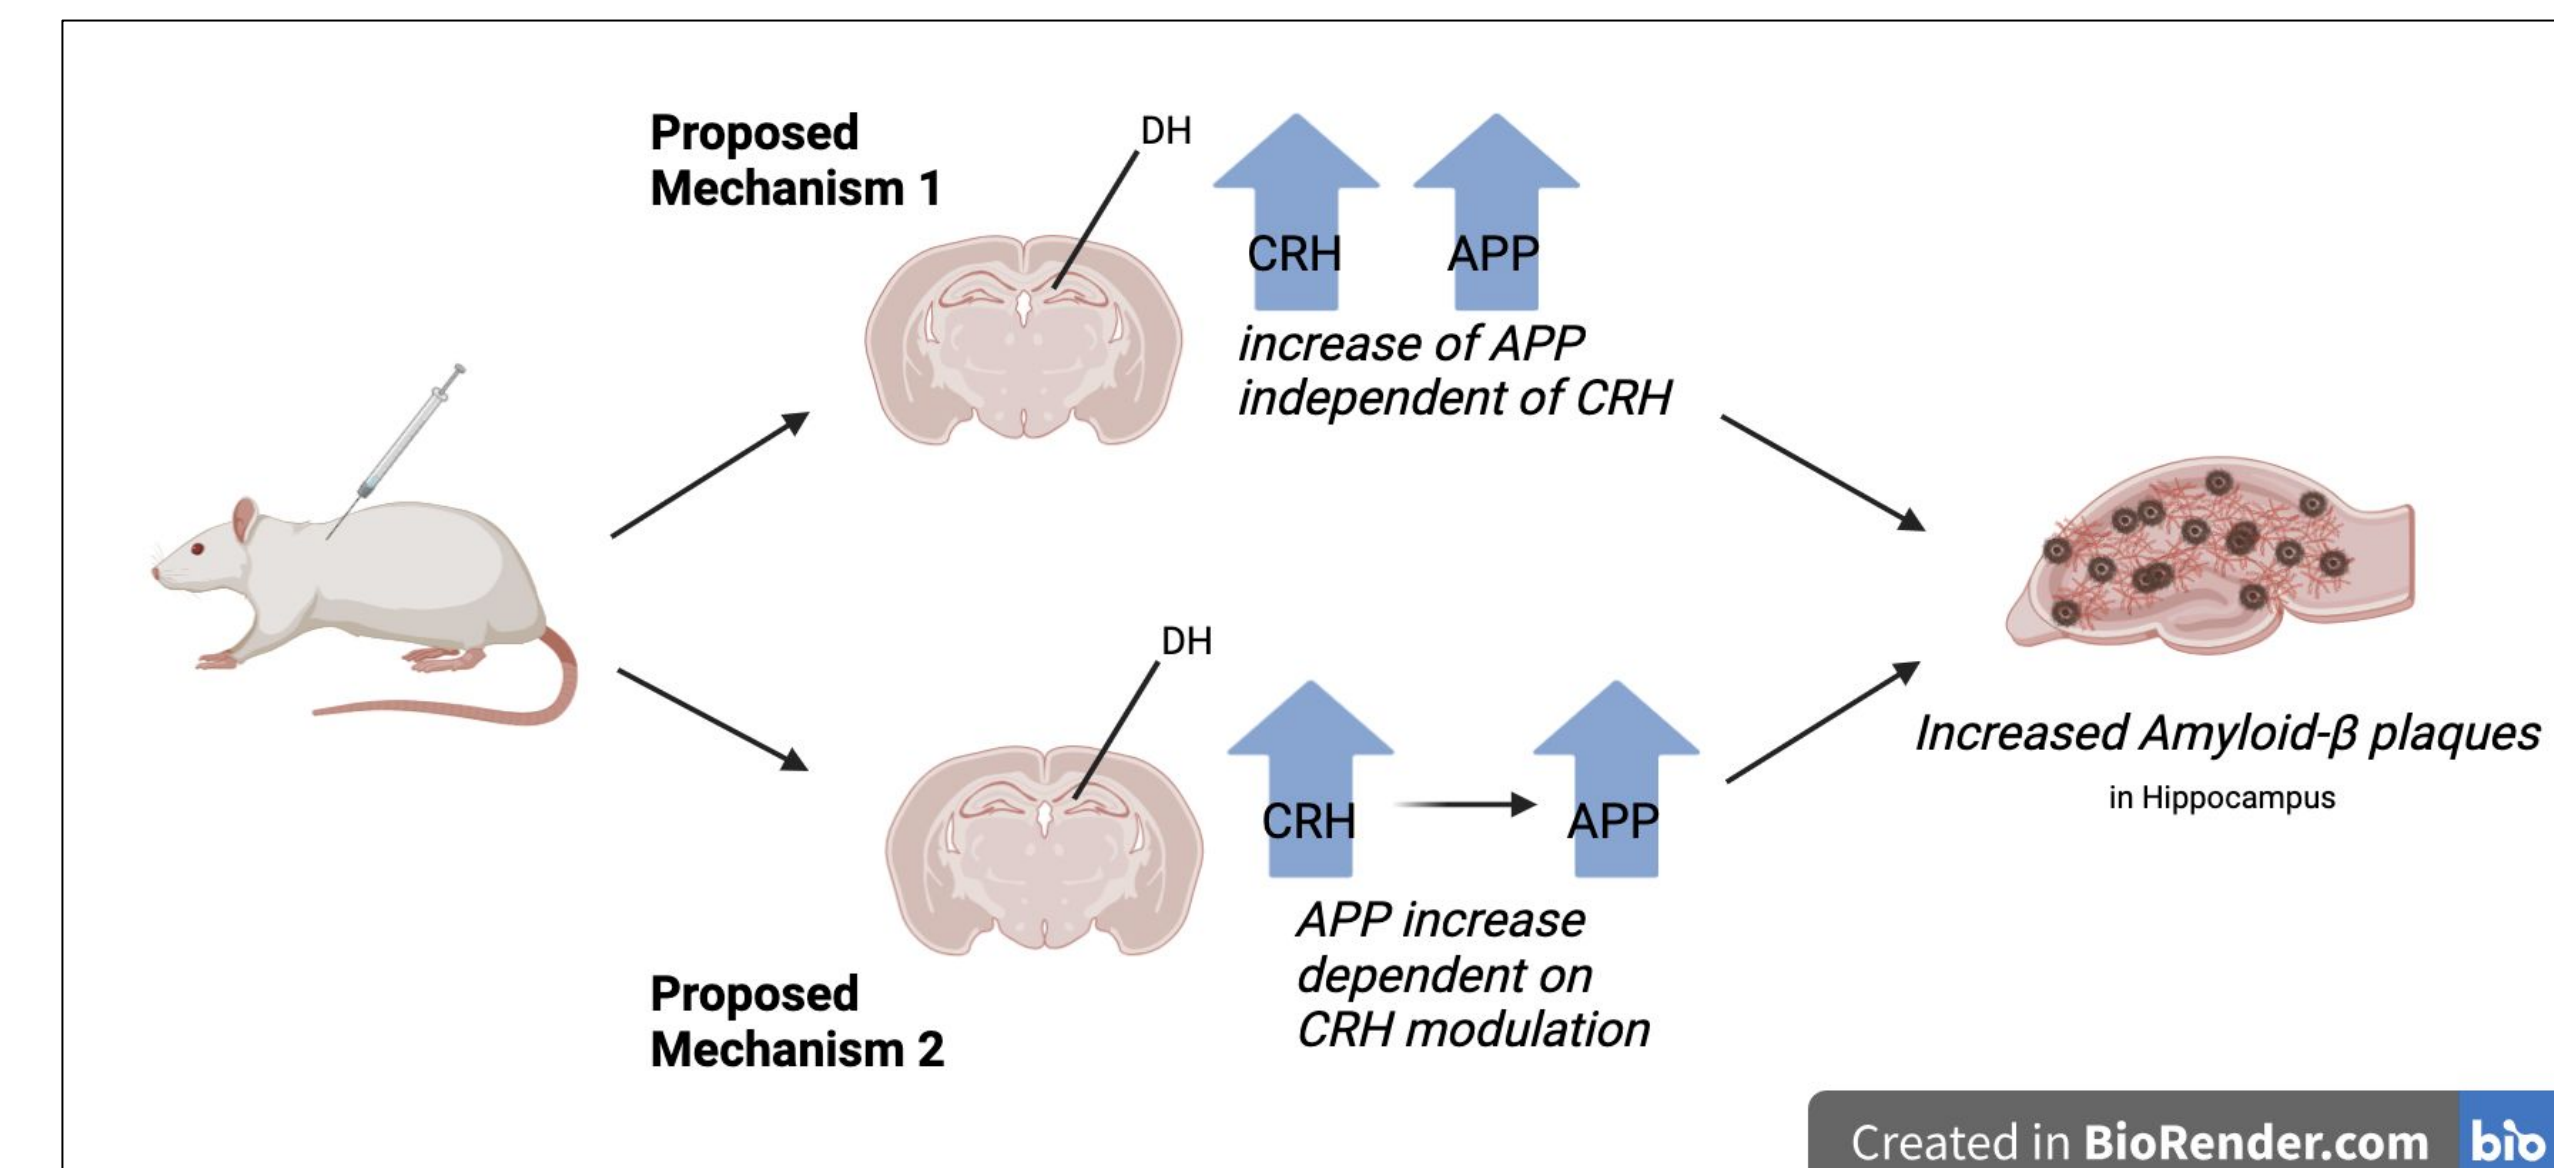 Proposed
Mechanism 1
DH
CRH
APP
increase of APP
independent of CRH
DH
CRH
APP
APP increase
dependent on
CRH modulation
Proposed
Mechanism 2
Increased Amyloid-β plaques
in Hippocampus
Created in BioRender.com
bio